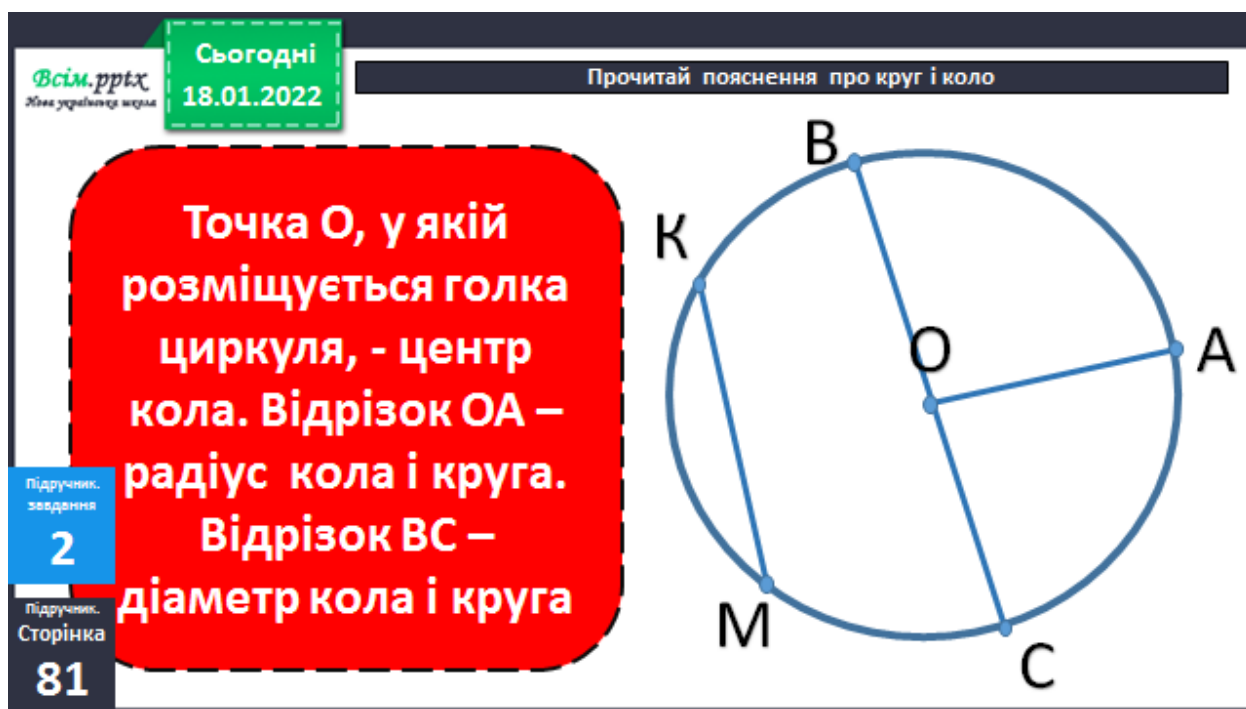 Всім.pptx
Нова українська школа
Сьогодні
18.01.2022
Прочитай пояснення про круг і коло
Точка О, у якій
розміщується голка
циркуля, - центр
кола. Відрізок ОА –
радіус кола і круга.
Відрізок ВС –
діаметр кола і круга
Підручник.
завдання
2
Підручник.
Сторінка
81
В
К
О
А
М
С